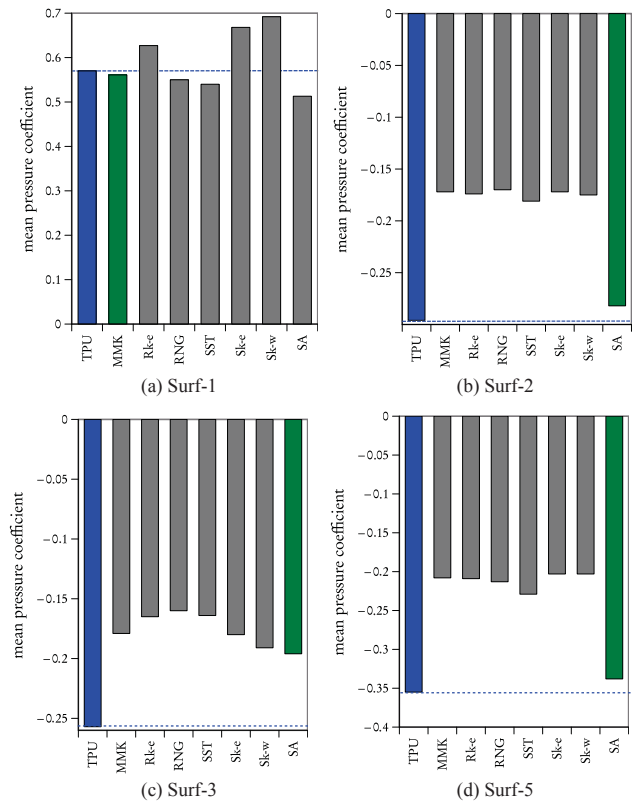 mean pressure coefficient
0.7
0.6
0.5
0.4
0.3
0.2
0.1
0
TPU
MMK
Rk-e
RNG
SST
Sk-e
Sk-w
SA
(a) Surf-1
mean pressure coefficient
0
−0.05
−0.1
−0.15
−0.2
−0.25
TPU
MMK
Rk-e
RNG
SST
Sk-e
Sk-w
SA
(b) Surf-2
mean pressure coefficient
0
−0.05
−0.1
−0.15
−0.2
−0.25
TPU
MMK
Rk-e
RNG
SST
Sk-e
Sk-w
SA
(c) Surf-3
mean pressure coefficient
0
−0.05
−0.1
−0.15
−0.2
−0.25
−0.3
−0.35
−0.4
TPU
MMK
Rk-e
RNG
SST
Sk-e
Sk-w
SA
(d) Surf-5